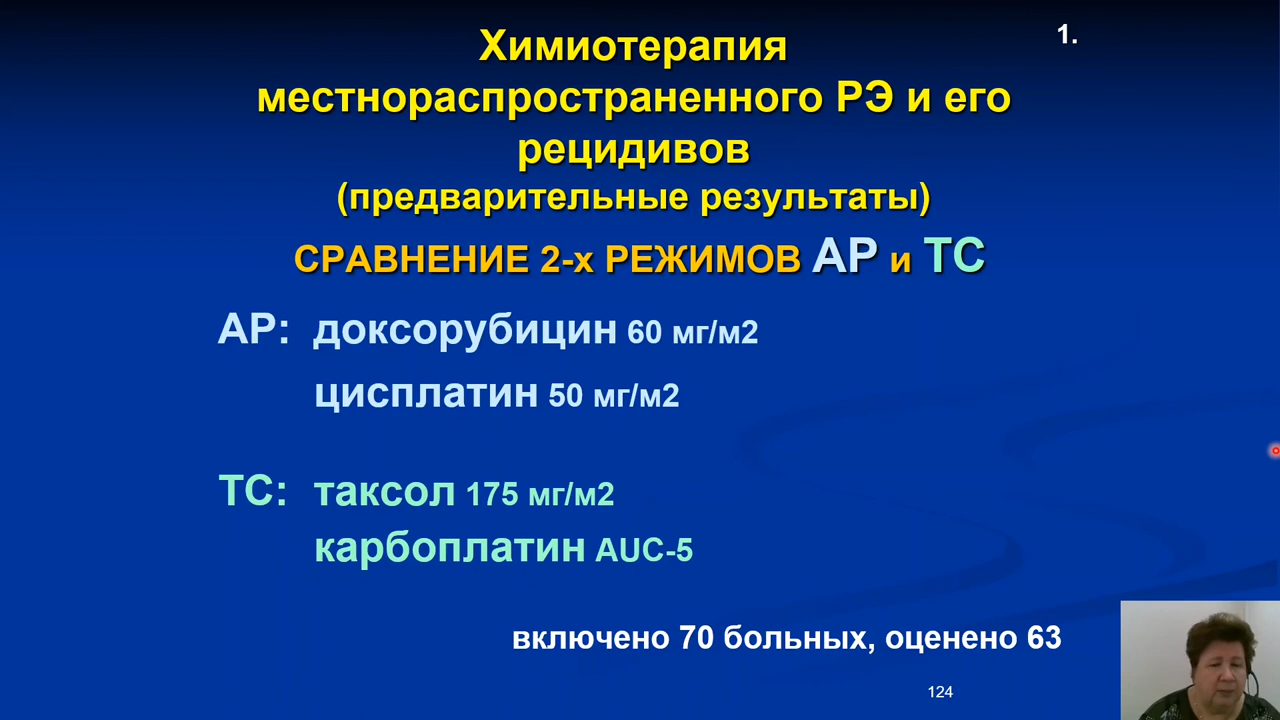 1.
Химиотерапия
местнораспространенного РЭ и его
рецидивов
(предварительные результаты)
СРАВНЕНИЕ 2-х РЕЖИМОВ АР и ТС
АР: доксорубицин 60 мг/м2
цисплатин 50 мг/м2
ТС: таксол 175 мг/м2
карбоплатин AUC-5
включено 70 больных, оценено 63
124